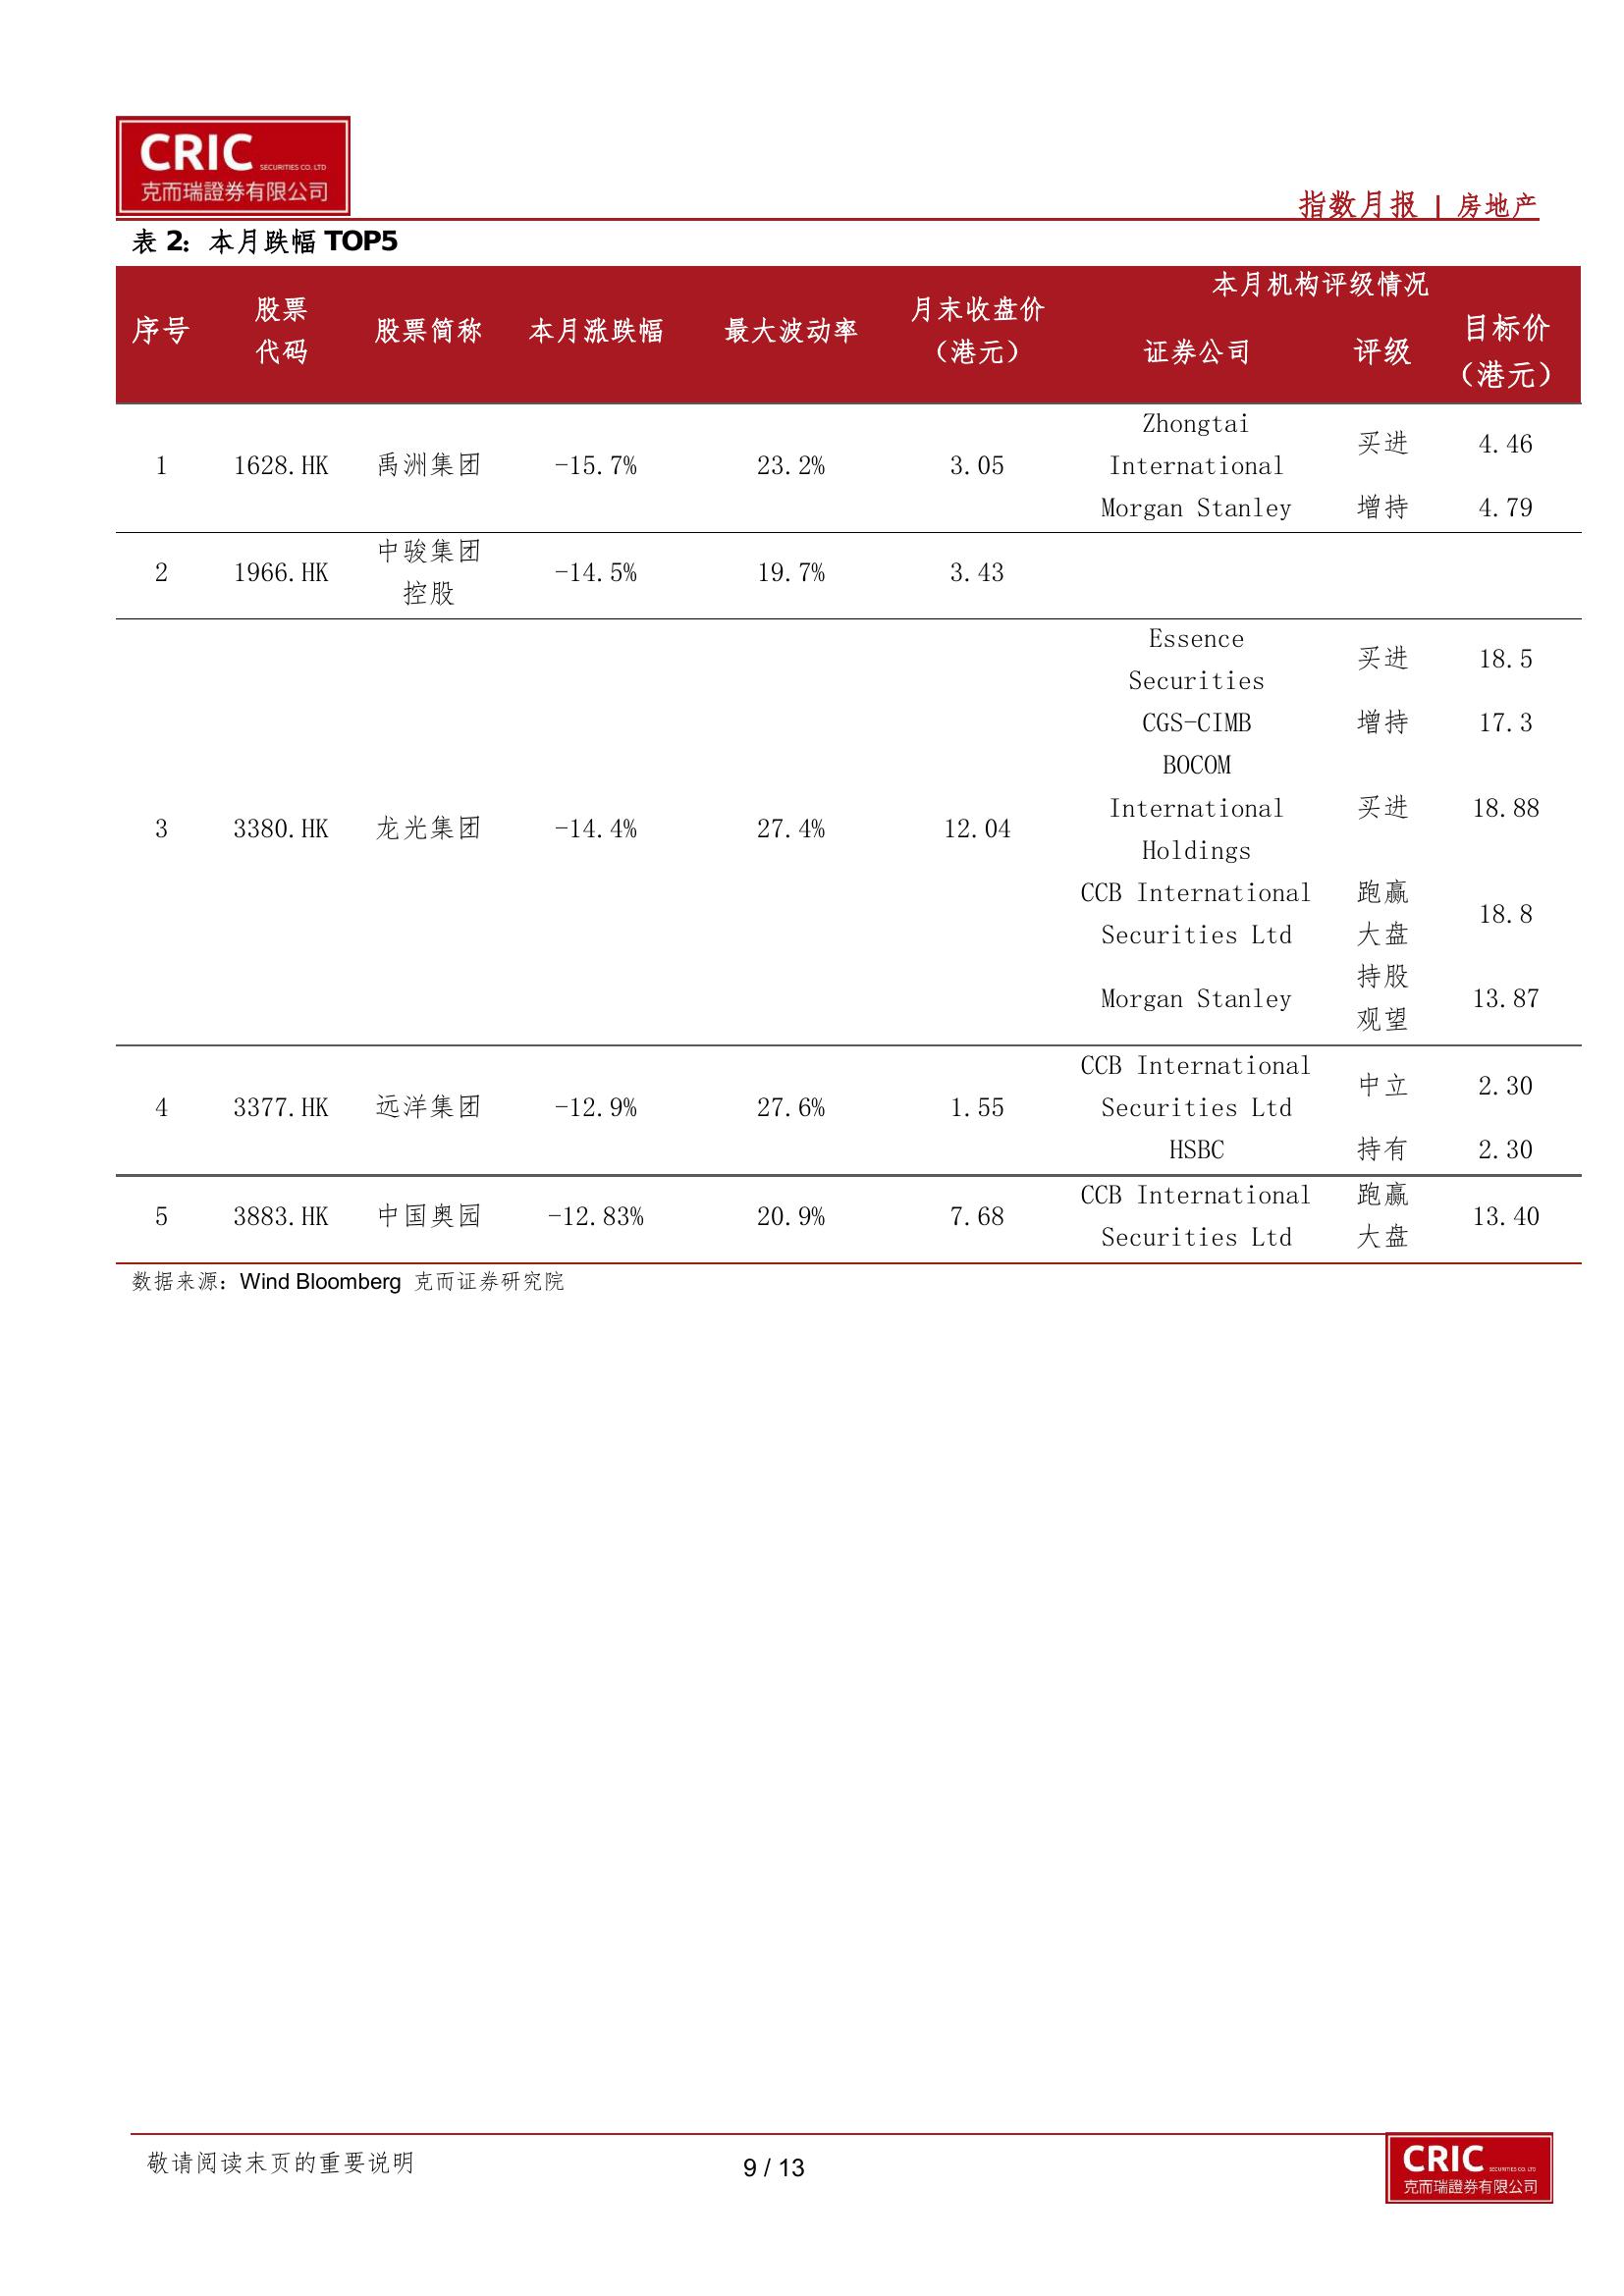 CRIC SECURITIES CO. LTD
克而瑞證券有限公司
指数月报 | 房地产
表 2：本月跌幅 TOP5
序号 股票代码 股票简称 本月涨跌幅 最大波动率 月末收盘价（港元） 本月机构评级情况
证券公司 评级 目标价（港元）
1 1628.HK 禹洲集团 -15.7% 23.2% 3.05 Zhongtai International 买进 4.46
Morgan Stanley 增持 4.79
2 1966.HK 中骏集团控股 -14.5% 19.7% 3.43
3 3380.HK 龙光集团 -14.4% 27.4% 12.04 Essence Securities 买进 18.5
CGS-CIMB 增持 17.3
BOCOM International Holdings 买进 18.88
CCB International Securities Ltd 跑赢大盘 18.8
Morgan Stanley 持股观望 13.87
4 3377.HK 远洋集团 -12.9% 27.6% 1.55 CCB International Securities Ltd 中立 2.30
HSBC 持有 2.30
5 3883.HK 中国奥园 -12.83% 20.9% 7.68 CCB International Securities Ltd 跑赢大盘 13.40
数据来源：Wind Bloomberg 克而证券研究院
敬请阅读末页的重要说明
9 / 13
CRIC SECURITIES CO. LTD
克而瑞證券有限公司